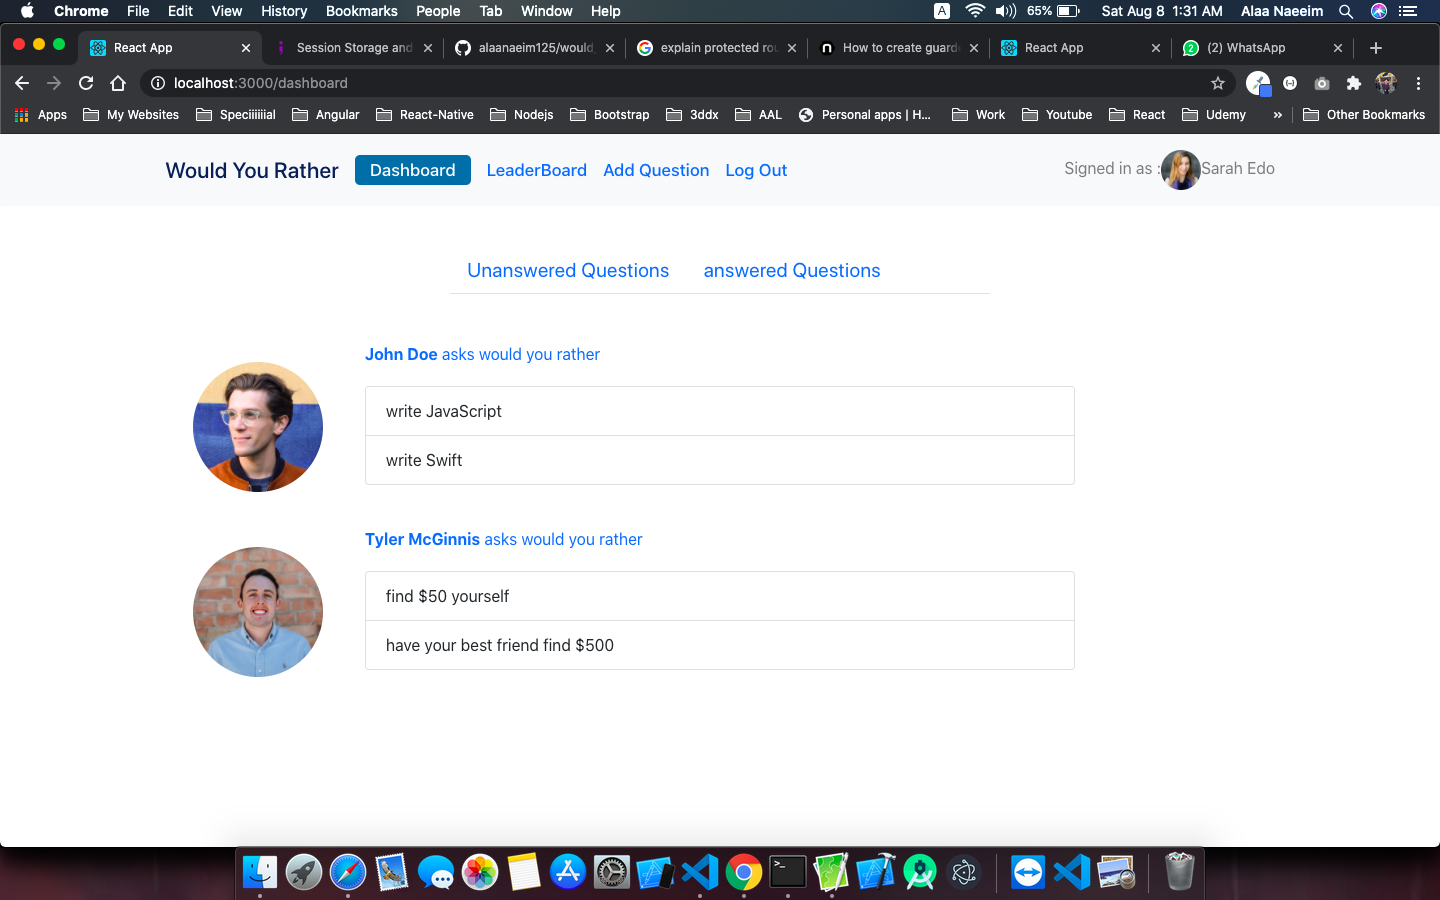 Chrome File Edit View History Bookmarks People Tab Window Help A 65% Sat Aug 8 1:31 AM Alaa Naeeim
React App Session Storage and alaanaeim125/would_ explain protected rou How to create guarde React App 2 (2) WhatsApp
localhost:3000/dashboard
Apps My Websites Speciiiiiial Angular React-Native Nodejs Bootstrap 3ddx AAL Personal apps | H... Work Youtube React Udemy » Other Bookmarks
Would You Rather Dashboard LeaderBoard Add Question Log Out Signed in as : Sarah Edo
Unanswered Questions answered Questions
John Doe asks would you rather
write JavaScript
write Swift
Tyler McGinnis asks would you rather
find $50 yourself
have your best friend find $500